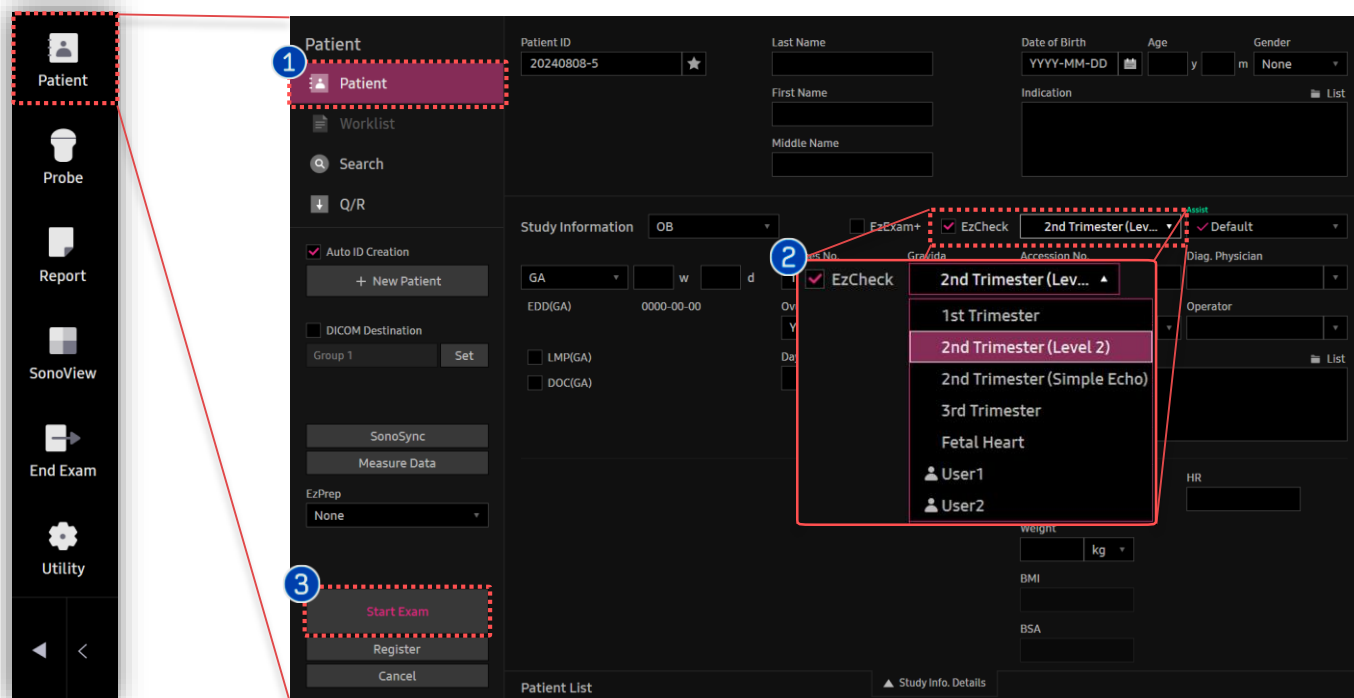 Patient
Probe
Report
SonoView
End Exam
Utility
Patient
1
Patient
Worklist
Search
Q/R
Auto ID Creation
+ New Patient
DICOM Destination
Group 1 Set
SonoSync
Measure Data
EzPrep
None
3
Start Exam
Register
Cancel
Patient ID Last Name Date of Birth Age Gender
20240808-5 YYYY-MM-DD y m None
First Name Indication List
Middle Name
Study Information OB EzExam+ EzCheck 2nd Trimester (Lev... Assist Default
2
Gravida Accession No. Diag. Physician
GA w d
EDD(GA) 0000-00-00 Operator
LMP(GA) List
DOC(GA)
EzCheck 2nd Trimester (Lev...
1st Trimester
2nd Trimester (Level 2)
2nd Trimester (Simple Echo)
3rd Trimester
Fetal Heart
User1
User2
HR
Weight
kg
BMI
BSA
Patient List Study Info. Details